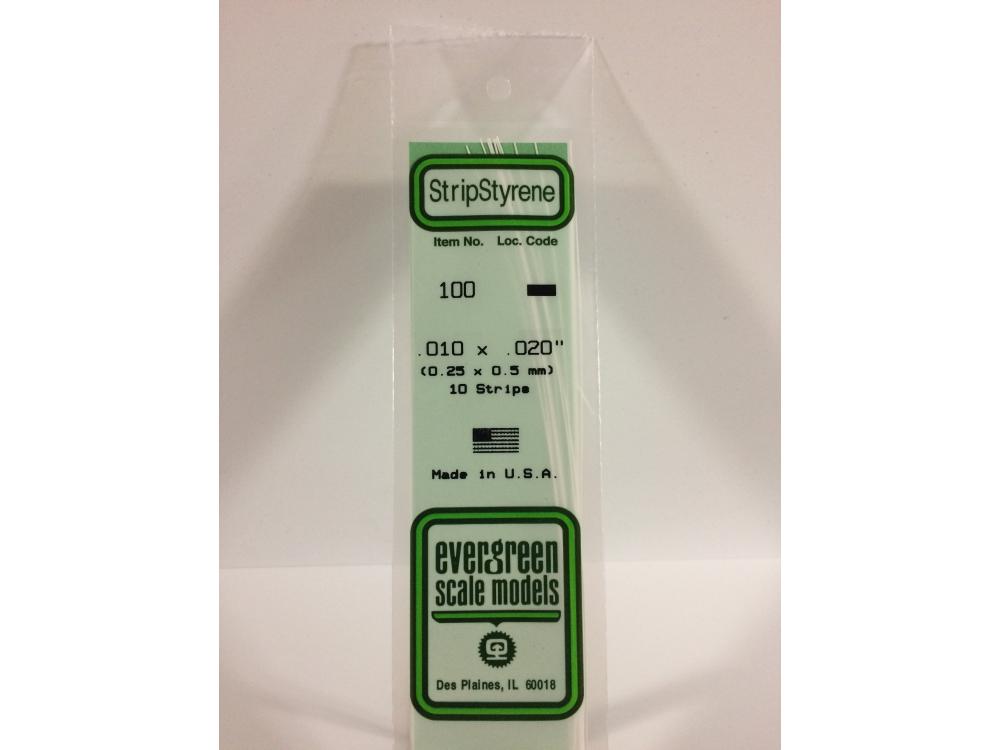 StripStyrene
Item No. Loc. Code
100
.010 x .020"
(0.25 x 0.5 mm)
10 Strips
Made in U.S.A.
evergreen
scale models
Des Plaines, IL 60018